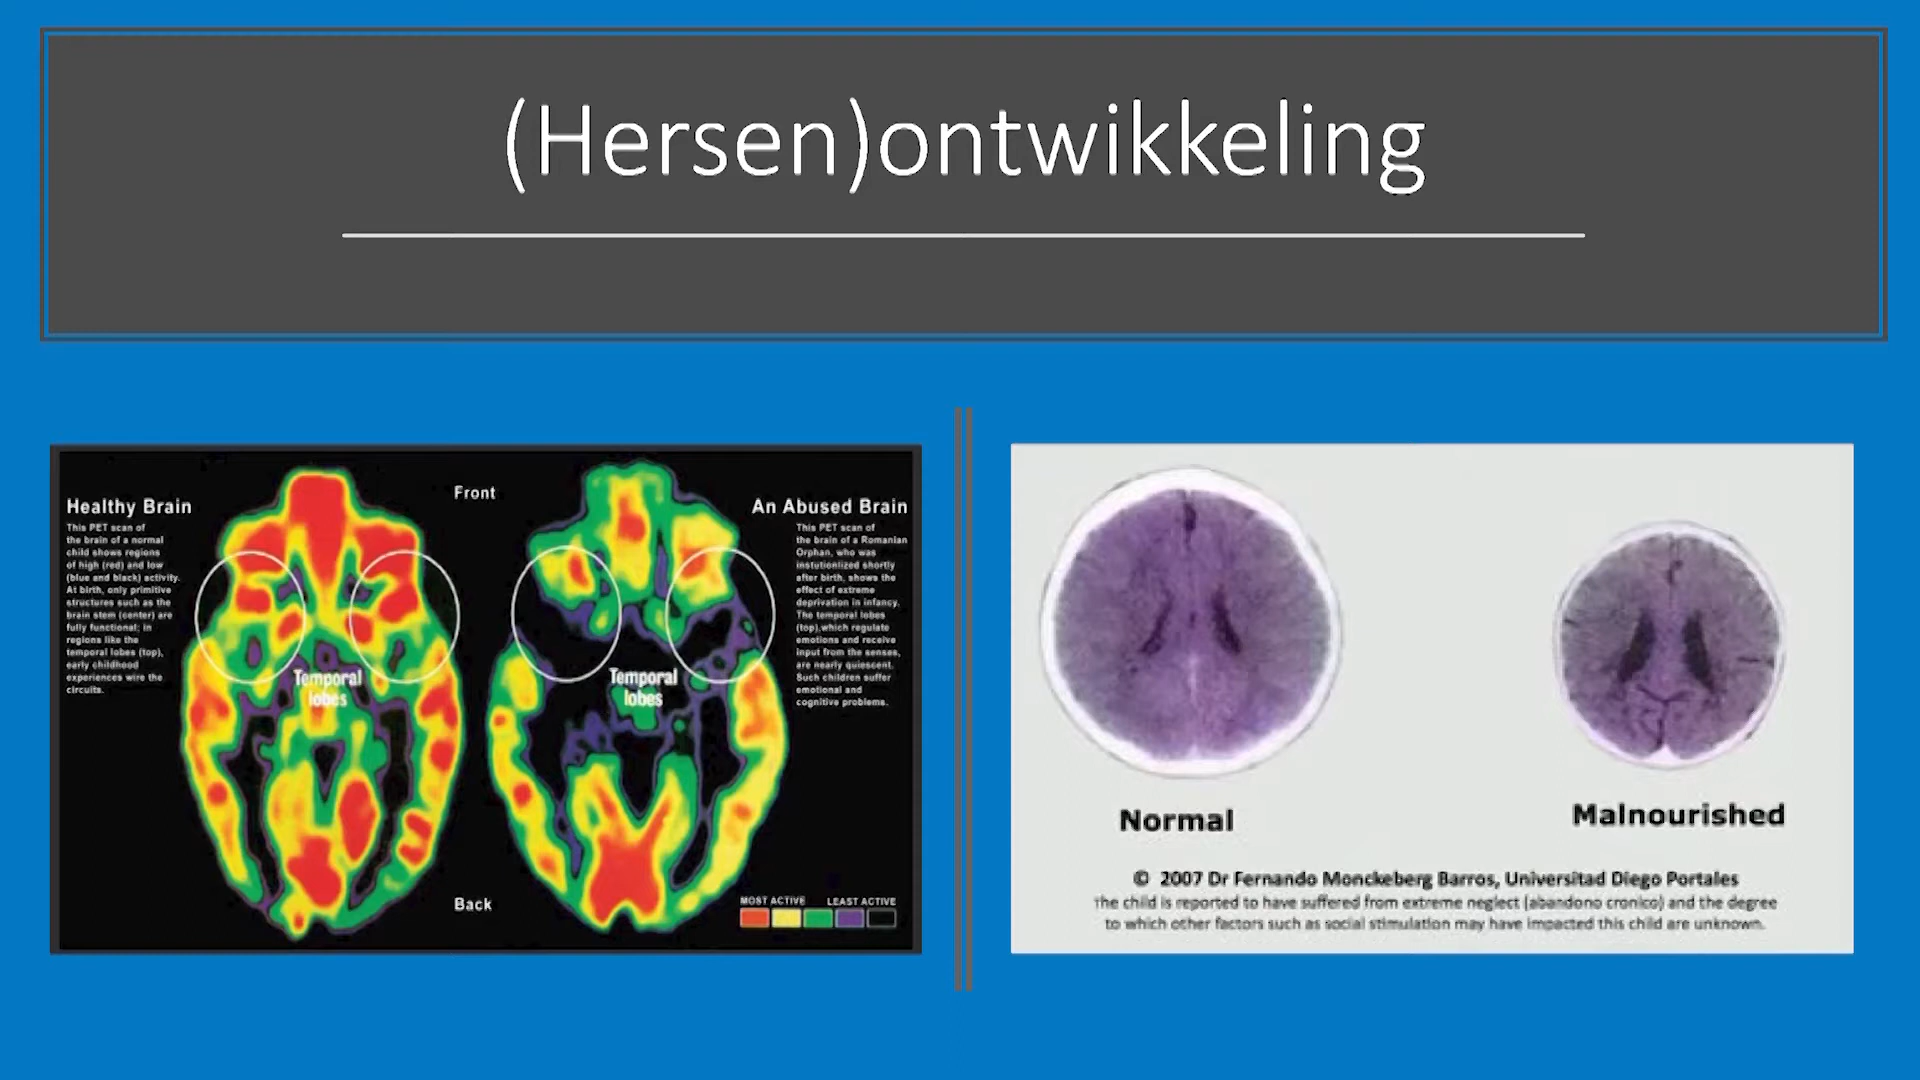 (Hersen)ontwikkeling
Healthy Brain
This PET scan of
the brain of a normal
child shows regions
of high (red) and low
(blue and black) activity.
At birth, only primitive
structures such as the
brain stem (center) are
fully functional; in
regions like the
temporal lobes (top),
early childhood
experiences wire the
circuits.
Front
Temporal
lobes
Temporal
lobes
Back
An Abused Brain
This PET scan of
the brain of a Romanian
Orphan, who was
instutionlized shortly
after birth, shows the
effect of extreme
deprivation in infancy.
The temporal lobes
(top),which regulate
emotions and receive
input from the senses,
are nearly quiescent.
Such children suffer
emotional and
cognitive problems.
MOST ACTIVE LEAST ACTIVE
Normal
Malnourished
© 2007 Dr Fernando Monckeberg Barros, Universitad Diego Portales
the child is reported to have suffered from extreme neglect (abandono cronico) and the degree
to which other factors such as social stimulation may have impacted this child are unknown.